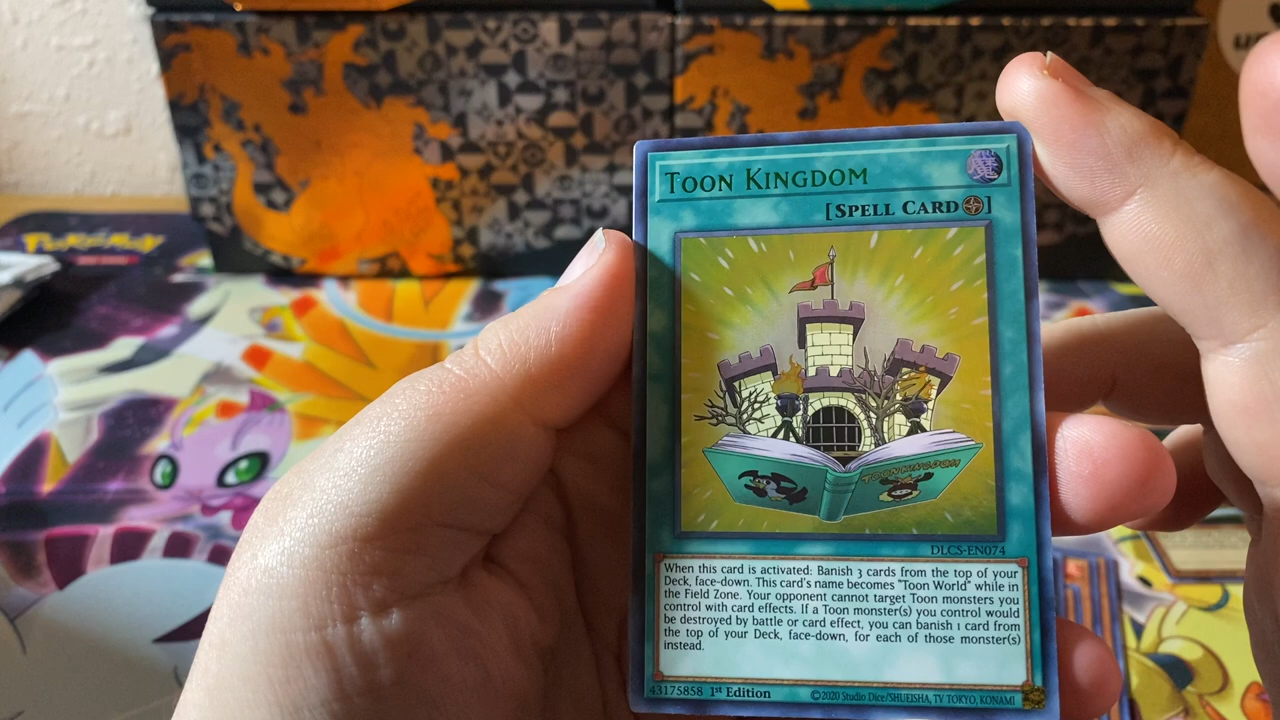 POKÉMON
TOON KINGDOM
魔
[SPELL CARD]
TOON KINGDOM
DLCS-EN074
When this card is activated: Banish 3 cards from the top of your
Deck, face-down. This card's name becomes "Toon World" while in
the Field Zone. Your opponent cannot target Toon monsters you
control with card effects. If a Toon monster(s) you control would
be destroyed by battle or card effect, you can banish 1 card from
the top of your Deck, face-down, for each of those monster(s)
instead.
43175858 1st Edition ©2020 Studio Dice/SHUEISHA, TV TOKYO, KONAMI